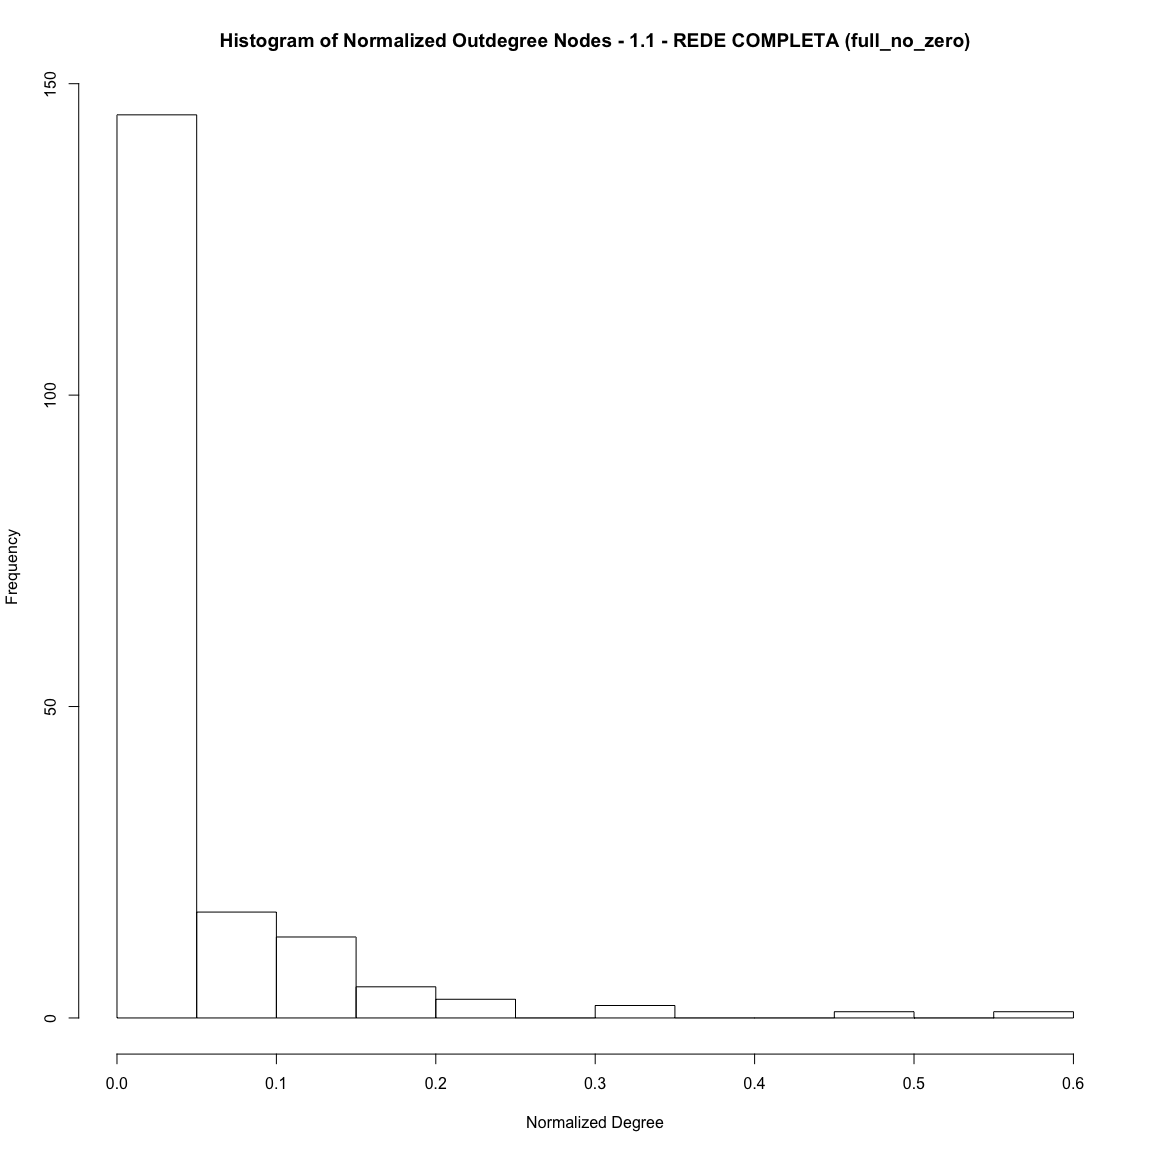 Histogram of Normalized Outdegree Nodes - 1.1 - REDE COMPLETA (full_no_zero)
150
100
50
0
Frequency
0.0 0.1 0.2 0.3 0.4 0.5 0.6
Normalized Degree